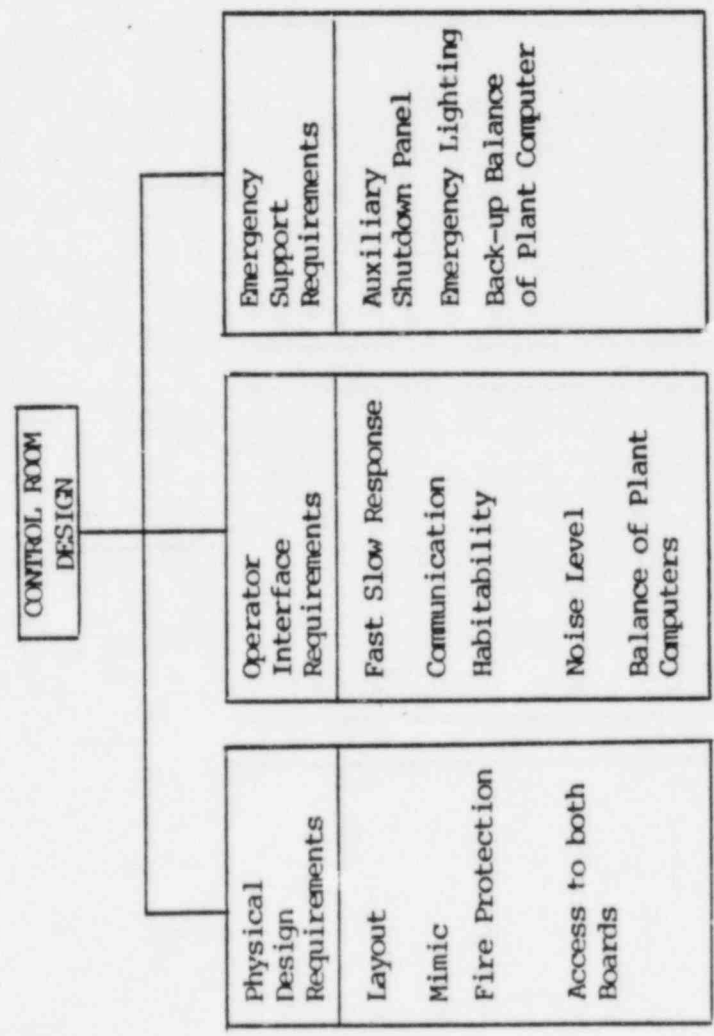 CONTROL ROOM
DESIGN
Physical
Design
Requirements
Layout
Mimic
Fire Protection
Access to both
Boards
Operator
Interface
Requirements
Fast Slow Response
Communication
Habitability
Noise Level
Balance of Plant
Computers
Emergency
Support
Requirements
Auxiliary
Shutdown Panel
Emergency Lighting
Back-up Balance
of Plant Computer